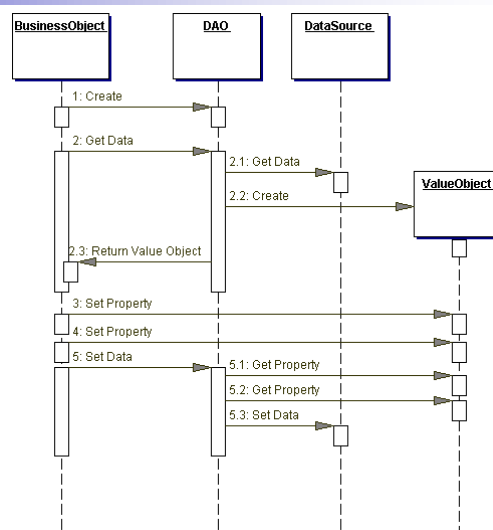 BusinessObject
DAO
DataSource
1: Create
2: Get Data
2.1: Get Data
ValueObject
2.2: Create
2.3: Return Value Object
3: Set Property
4: Set Property
5: Set Data
5.1: Get Property
5.2: Get Property
5.3: Set Data